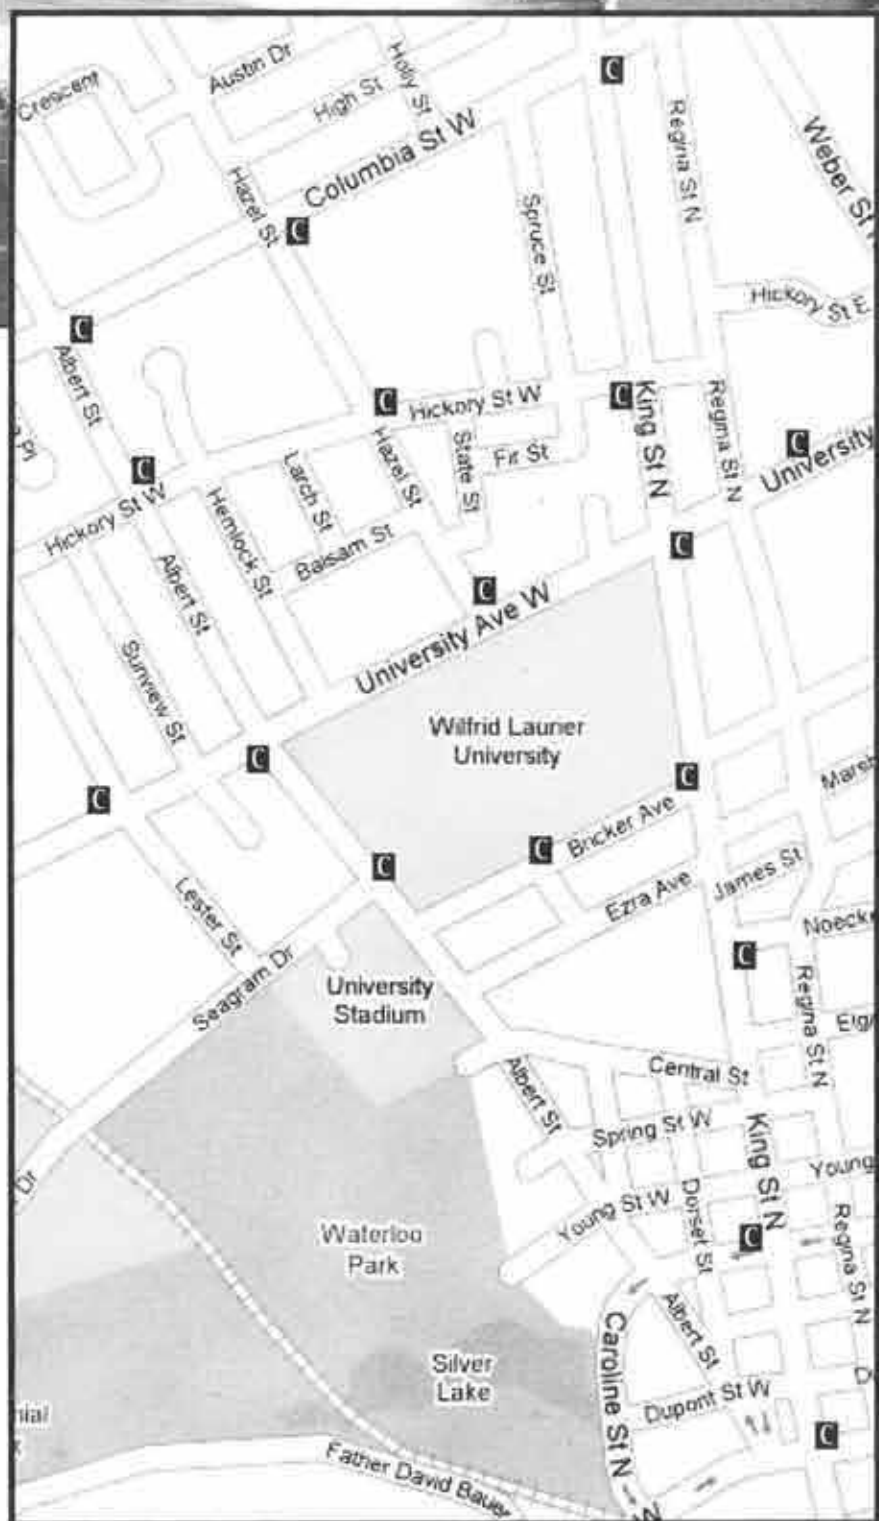 Crescent
Austin Dr
High St
Holly St
Columbia St W
C
Regina St N
Weber St
Hazel St
C
Spruce St
Hickory St E
C
Albert St
C
Hickory St W
C
King St N
Regina St N
C
University
Pl
C
Hickory St W
Hemlock St
Larch St
Hazel St
State St
Fir St
Balsam St
C
C
Albert St
University Ave W
Sunview St
Wilfrid Laurier
University
C
C
C
Bricker Ave
C
C
Ezra Ave
James St
Lester St
Seagram Dr
University
Stadium
C
Regina St N
Central St
Albert St
Spring St W
King St N
Young
Dr
Young St W
Dorset St
C
Regina St N
Waterloo
Park
Caroline St N
Albert St
Silver
Lake
Dupont St W
C
Father David Bauer